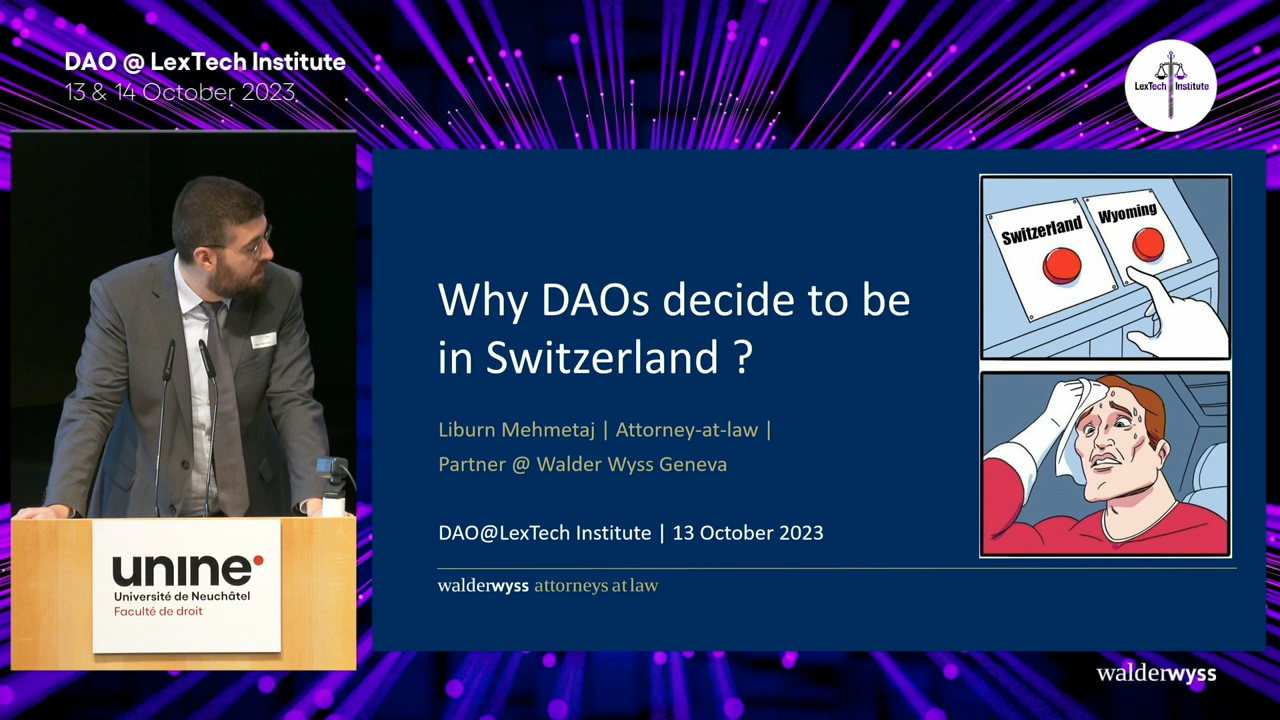 DAO @ LexTech Institute
13 & 14 October 2023
LexTech Institute
Switzerland
Wyoming
Why DAOs decide to be
in Switzerland ?
Liburn Mehmetaj | Attorney-at-law |
Partner @ Walder Wyss Geneva
DAO@LexTech Institute | 13 October 2023
walderwyss attorneys at law
unine
Université de Neuchâtel
Faculté de droit
walderwyss